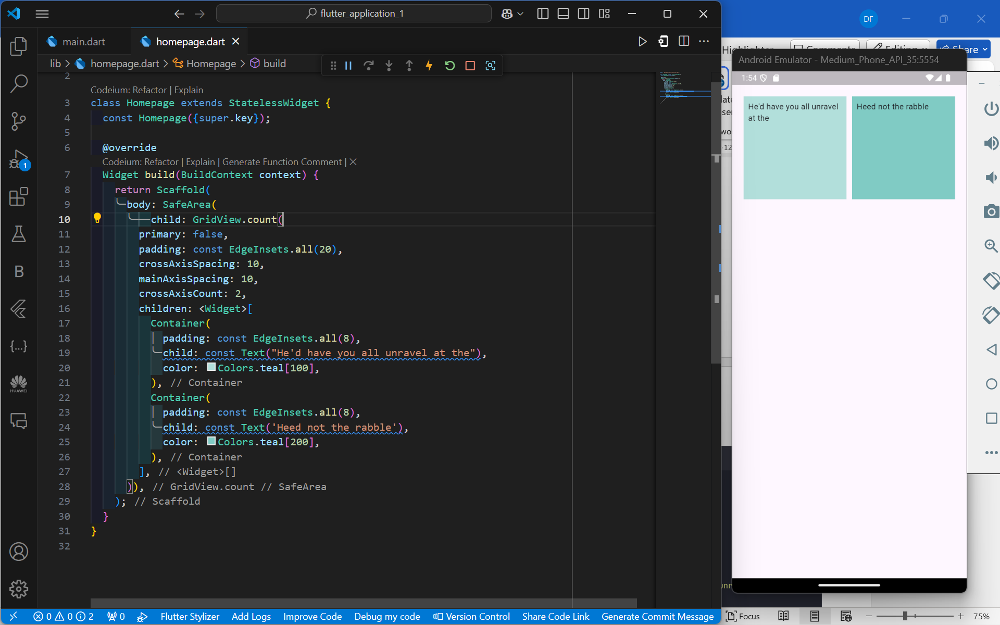 flutter_application_1
main.dart
homepage.dart
lib > homepage.dart > Homepage > build
2
Codeium: Refactor | Explain
3 class Homepage extends StatelessWidget {
4 const Homepage({super.key});
5
6 @override
Codeium: Refactor | Explain | Generate Function Comment | X
7 Widget build(BuildContext context) {
8 return Scaffold(
9 body: SafeArea(
10 child: GridView.count(
11 primary: false,
12 padding: const EdgeInsets.all(20),
13 crossAxisSpacing: 10,
14 mainAxisSpacing: 10,
15 crossAxisCount: 2,
16 children: <Widget>[
17 Container(
18 padding: const EdgeInsets.all(8),
19 child: const Text("He'd have you all unravel at the"),
20 color: Colors.teal[100],
21 ), // Container
22 Container(
23 padding: const EdgeInsets.all(8),
24 child: const Text('Heed not the rabble'),
25 color: Colors.teal[200],
26 ), // Container
27 ], // <Widget>[]
28 )), // GridView.count // SafeArea
29 ); // Scaffold
30 }
31 }
32
1
B
{...}
HUAWEI
0 0 2 0 Flutter Stylizer Add Logs Improve Code Debug my code Version Control Share Code Link Generate Commit Message
DF
Highlighter Comments Editing Share
Android Emulator - Medium_Phone_API_35:5554
1:54
He'd have you all unravel
at the
Heed not the rabble
12
Focus 75%